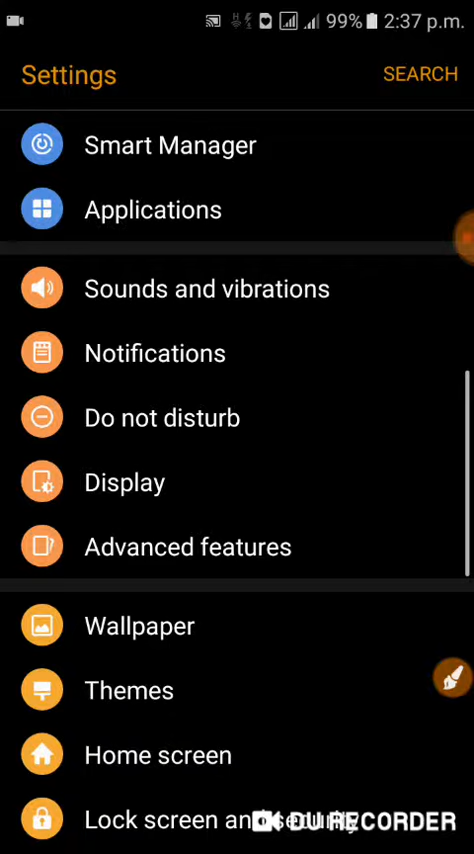 99% 2:37 p.m.
Settings
SEARCH
Smart Manager
Applications
Sounds and vibrations
Notifications
Do not disturb
Display
Advanced features
Wallpaper
Themes
Home screen
Lock screen and security
DU RECORDER